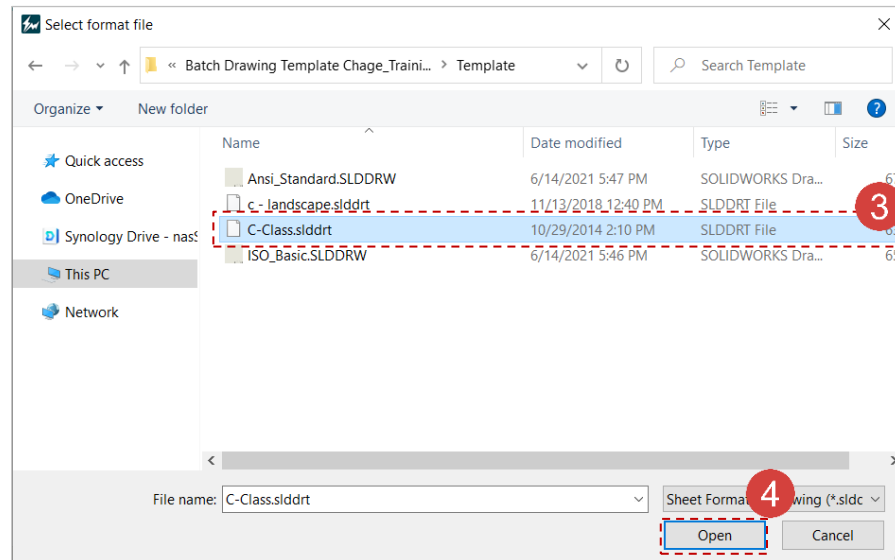 Select format file
« Batch Drawing Template Chage_Traini... > Template
Search Template
Organize
New folder
?
Name
Date modified
Type
Size
Quick access
OneDrive
Synology Drive - nas
This PC
Network
Ansi_Standard.SLDDRW 6/14/2021 5:47 PM SOLIDWORKS Dra...
c - landscape.slddrt 11/13/2018 12:40 PM SLDDRT File
3
C-Class.slddrt 10/29/2014 2:10 PM SLDDRT File
ISO_Basic.SLDDRW 6/14/2021 5:46 PM SOLIDWORKS Dra...
File name: C-Class.slddrt
Sheet Format wing (*.sldc
4
Open
Cancel